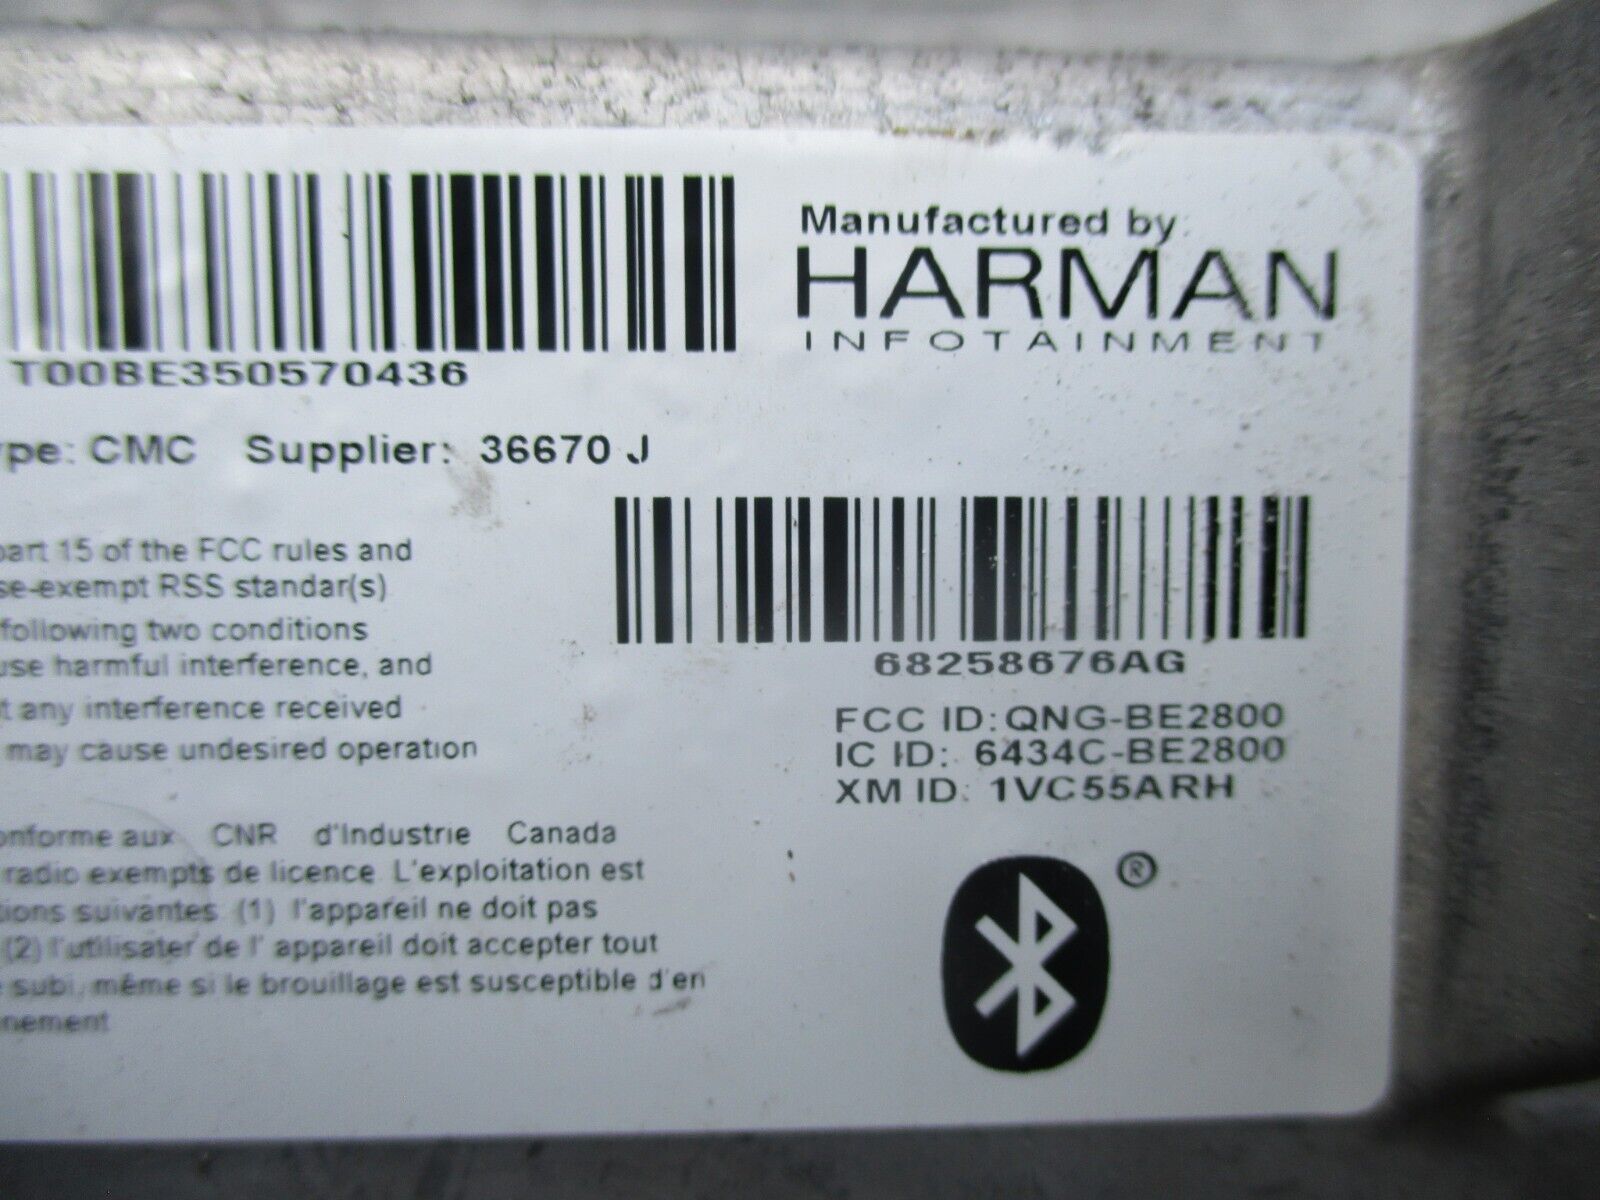 Manufactured by:
HARMAN
INFOTAINMENT
T00BE350570436
ype: CMC Supplier: 36670 J
part 15 of the FCC rules and
se-exempt RSS standar(s)
following two conditions
use harmful interference, and
t any interference received
may cause undesired operation
68258676AG
FCC ID: QNG-BE2800
IC ID: 6434C-BE2800
XM ID: 1VC55ARH
onforme aux CNR d'Industrie Canada
radio exempts de licence. L'exploitation est
tions suivantes (1) l'appareil ne doit pas
(2) l'utilisater de l' appareil doit accepter tout
e subi, même si le brouillage est susceptible d'en
nnement
®